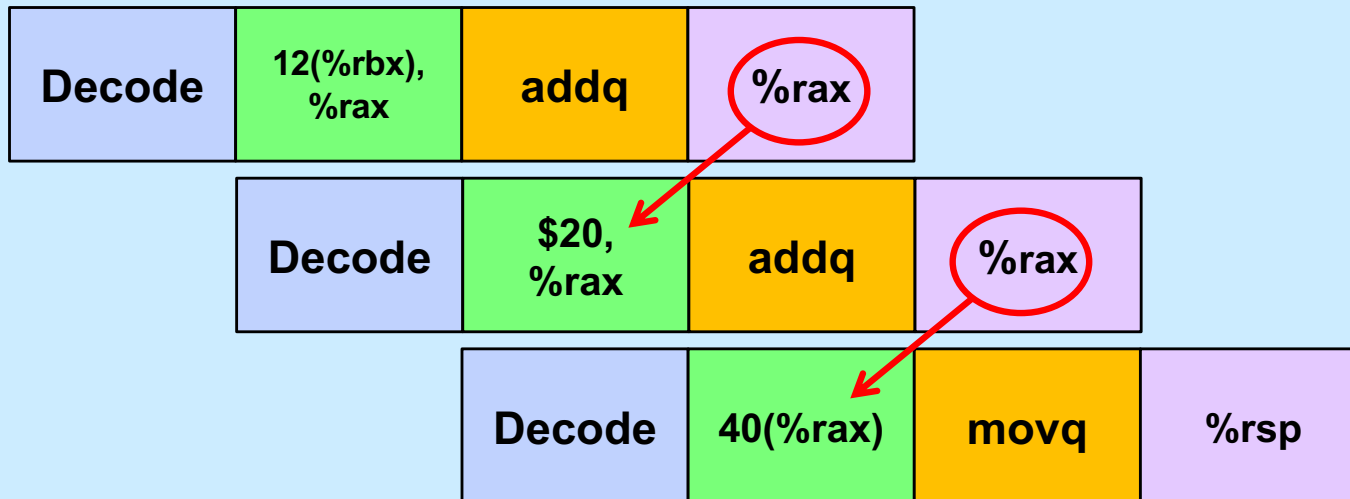 Decode
12(%rbx),
%rax
addq
%rax
Decode
$20,
%rax
addq
%rax
Decode
40(%rax)
movq
%rsp